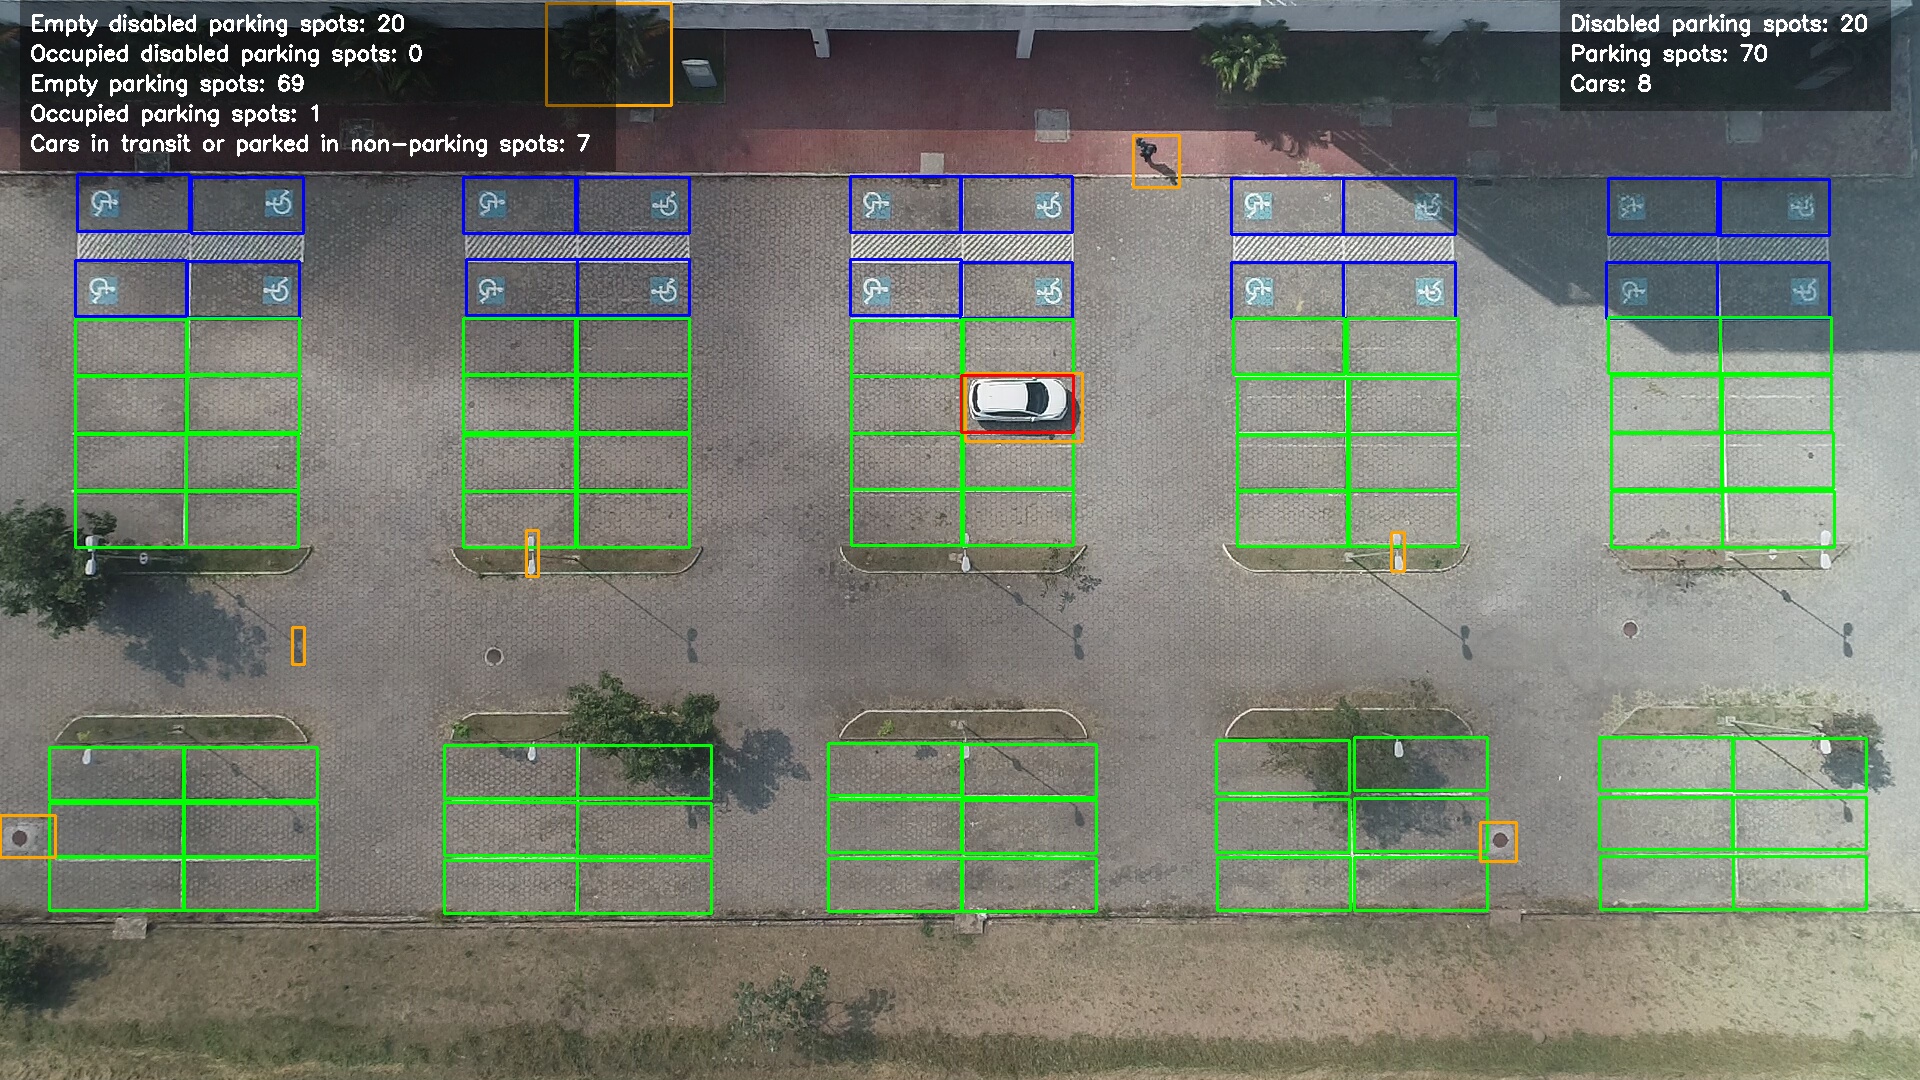 Empty disabled parking spots: 20
Occupied disabled parking spots: 0
Empty parking spots: 69
Occupied parking spots: 1
Cars in transit or parked in non-parking spots: 7
Disabled parking spots: 20
Parking spots: 70
Cars: 8